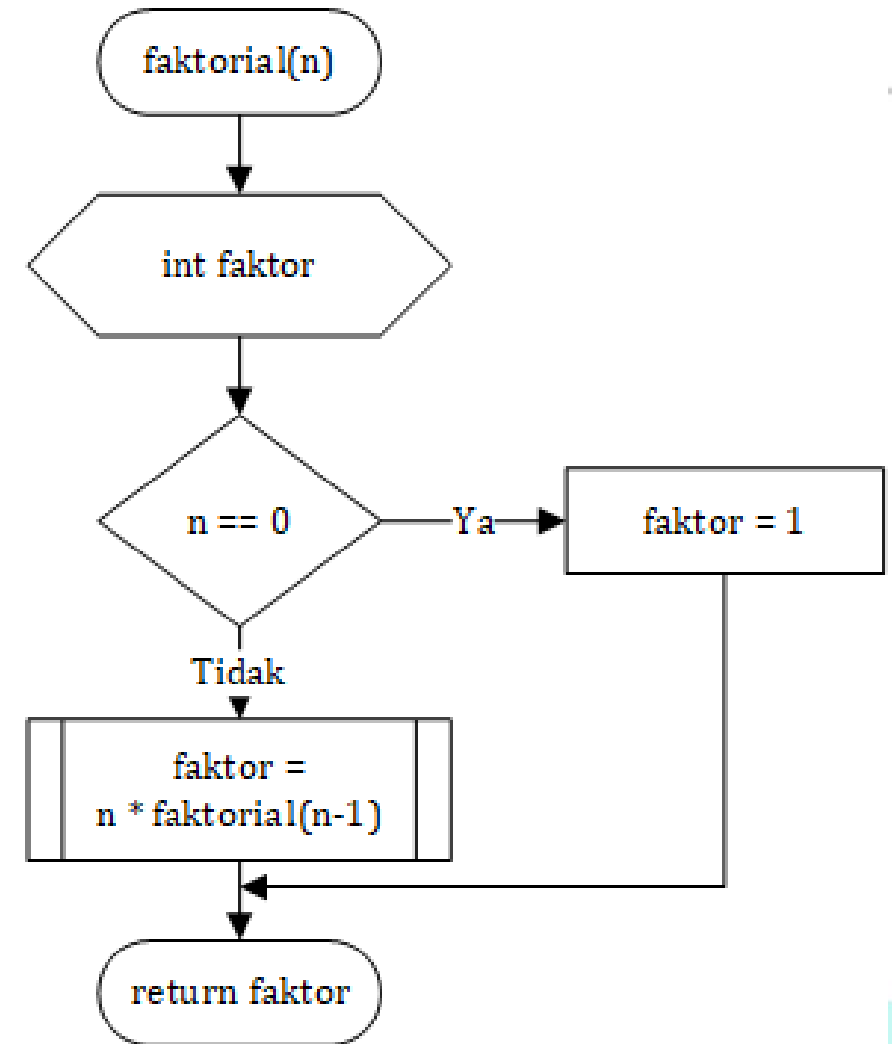 faktorial(n)
int faktor
n == 0
Ya
faktor = 1
Tidak
faktor =
n * faktorial(n-1)
return faktor